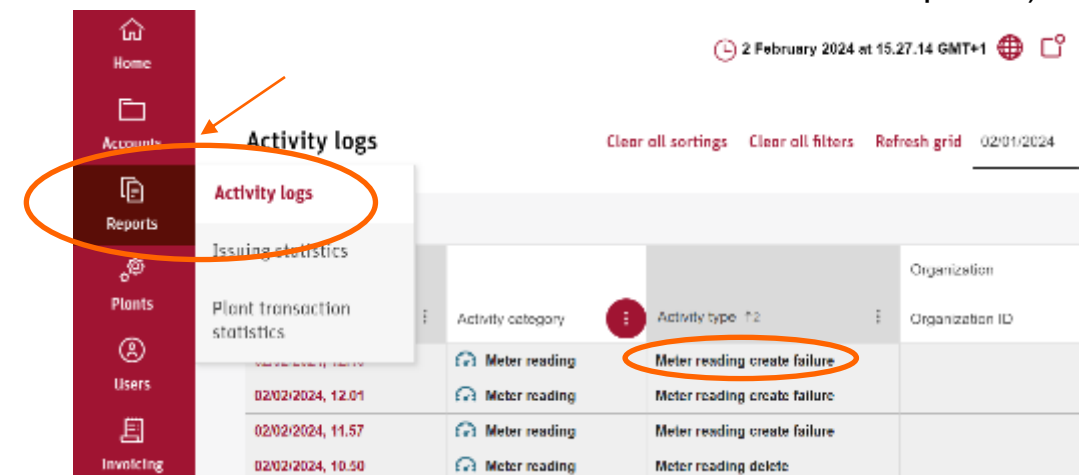 Home
2 February 2024 at 15.27.14 GMT+1
Accounts
Activity logs
Clear all sortings
Clear all filters
Refresh grid
02/01/2024
Reports
Activity logs
Issuing statistics
Plant transaction
statistics
Plants
Users
Invoicing
Organization
Activity category
Activity type ↑2
Organization ID
Meter reading
Meter reading create failure
02/02/2024, 12.01
Meter reading
Meter reading create failure
02/02/2024, 11.57
Meter reading
Meter reading create failure
02/02/2024, 10.50
Meter reading
Meter reading delete